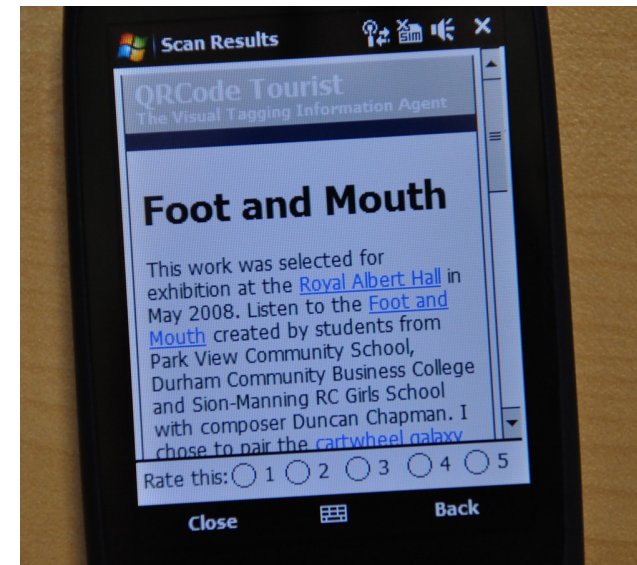 Scan Results
X
SIM
QRCode Tourist
The Visual Tagging Information Agent
Foot and Mouth
This work was selected for
exhibition at the Royal Albert Hall in
May 2008. Listen to the Foot and
Mouth created by students from
Park View Community School,
Durham Community Business College
and Sion-Manning RC Girls School
with composer Duncan Chapman. I
chose to pair the cartwheel galaxy
Rate this: 1 2 3 4 5
Close Back